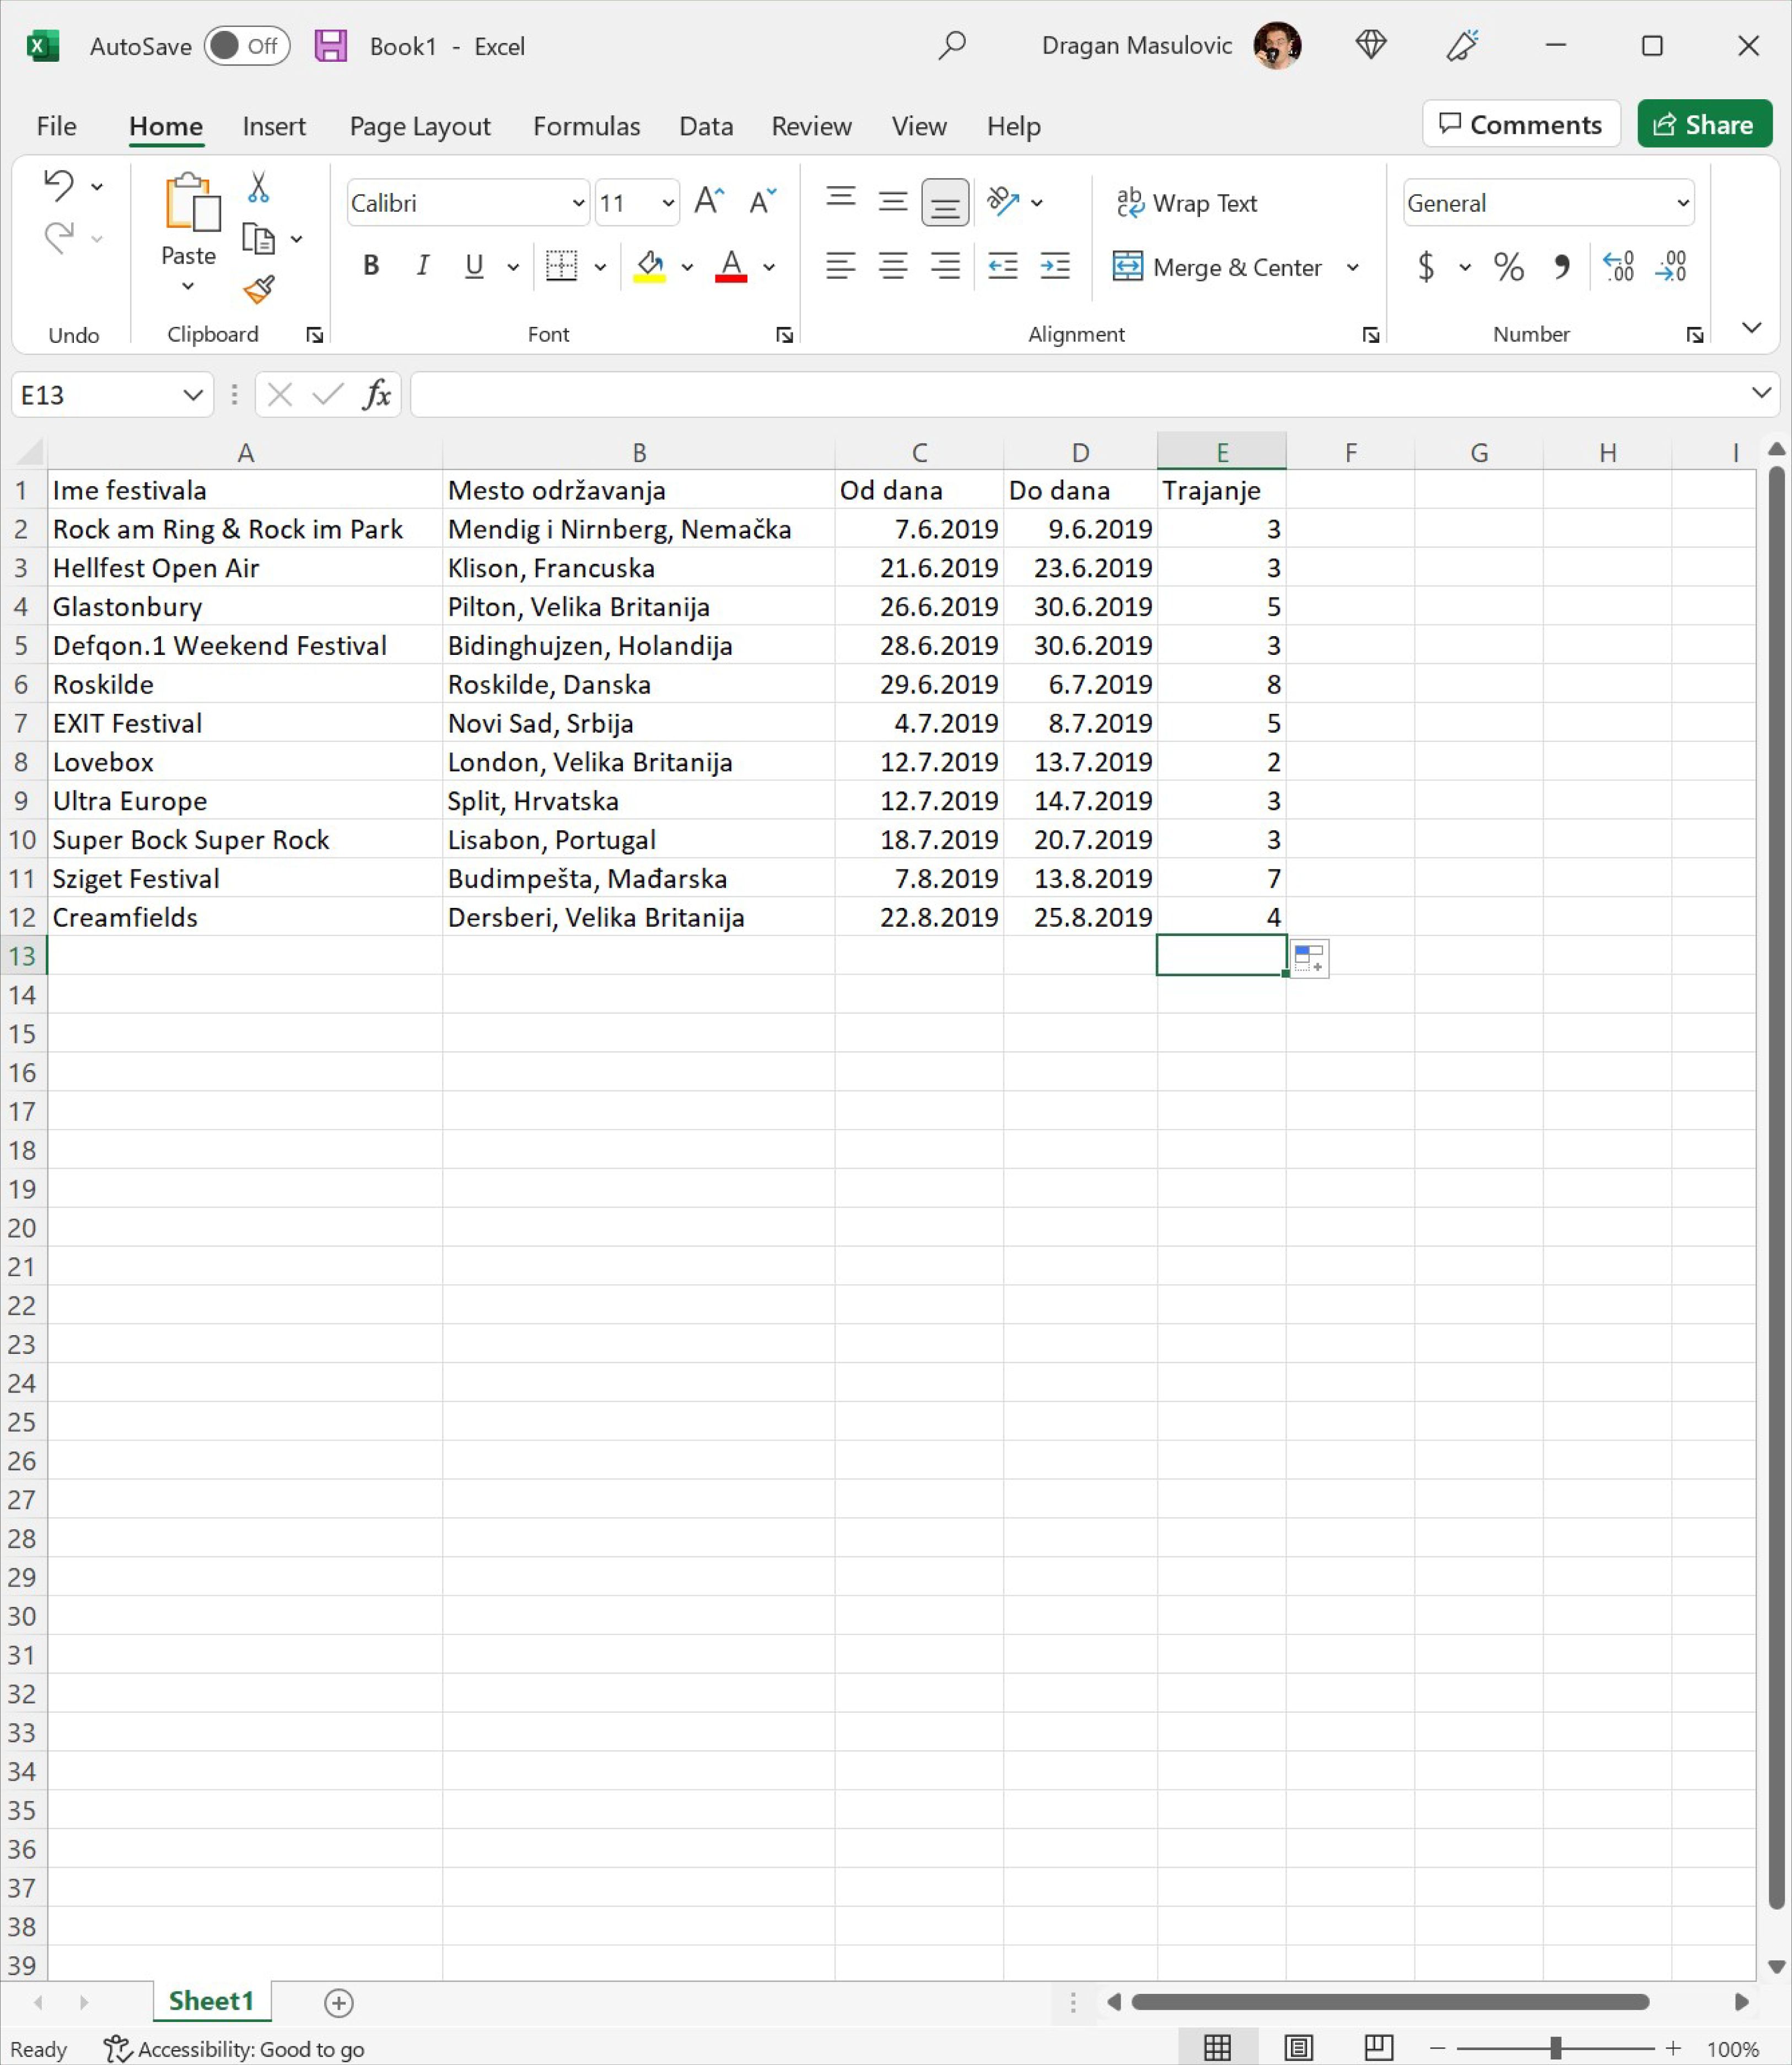 AutoSave Off Book1 - Excel Dragan Masulovic
File Home Insert Page Layout Formulas Data Review View Help Comments Share
Paste Calibri 11 Wrap Text General
B I U A Merge & Center $ % 9
Undo Clipboard Font Alignment Number
E13 fx
A B C D E F G H I
1 Ime festivala Mesto održavanja Od dana Do dana Trajanje
2 Rock am Ring & Rock im Park Mendig i Nirnberg, Nemačka 7.6.2019 9.6.2019 3
3 Hellfest Open Air Klison, Francuska 21.6.2019 23.6.2019 3
4 Glastonbury Pilton, Velika Britanija 26.6.2019 30.6.2019 5
5 Defqon.1 Weekend Festival Bidinghujzen, Holandija 28.6.2019 30.6.2019 3
6 Roskilde Roskilde, Danska 29.6.2019 6.7.2019 8
7 EXIT Festival Novi Sad, Srbija 4.7.2019 8.7.2019 5
8 Lovebox London, Velika Britanija 12.7.2019 13.7.2019 2
9 Ultra Europe Split, Hrvatska 12.7.2019 14.7.2019 3
10 Super Bock Super Rock Lisabon, Portugal 18.7.2019 20.7.2019 3
11 Sziget Festival Budimpešta, Mađarska 7.8.2019 13.8.2019 7
12 Creamfields Dersberi, Velika Britanija 22.8.2019 25.8.2019 4
13
14
15
16
17
18
19
20
21
22
23
24
25
26
27
28
29
30
31
32
33
34
35
36
37
38
39
Sheet1
Ready Accessibility: Good to go 100%